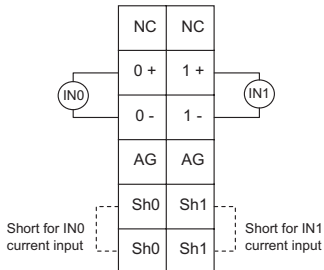 NC NC
0 + 1 +
IN0 IN1
0 - 1 -
AG AG
Sh0 Sh1
Short for IN0 Short for IN1
current input current input
Sh0 Sh1